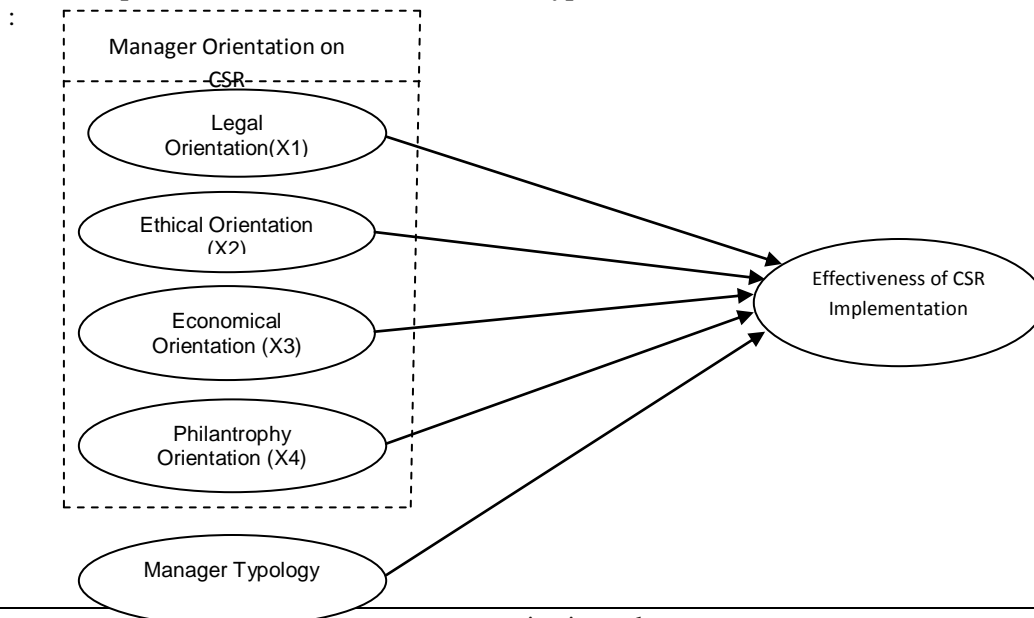 :
Manager Orientation on
CSR
Legal
Orientation(X1)
Ethical Orientation
(X2)
Economical
Orientation (X3)
Philantrophy
Orientation (X4)
Manager Typology
Effectiveness of CSR
Implementation